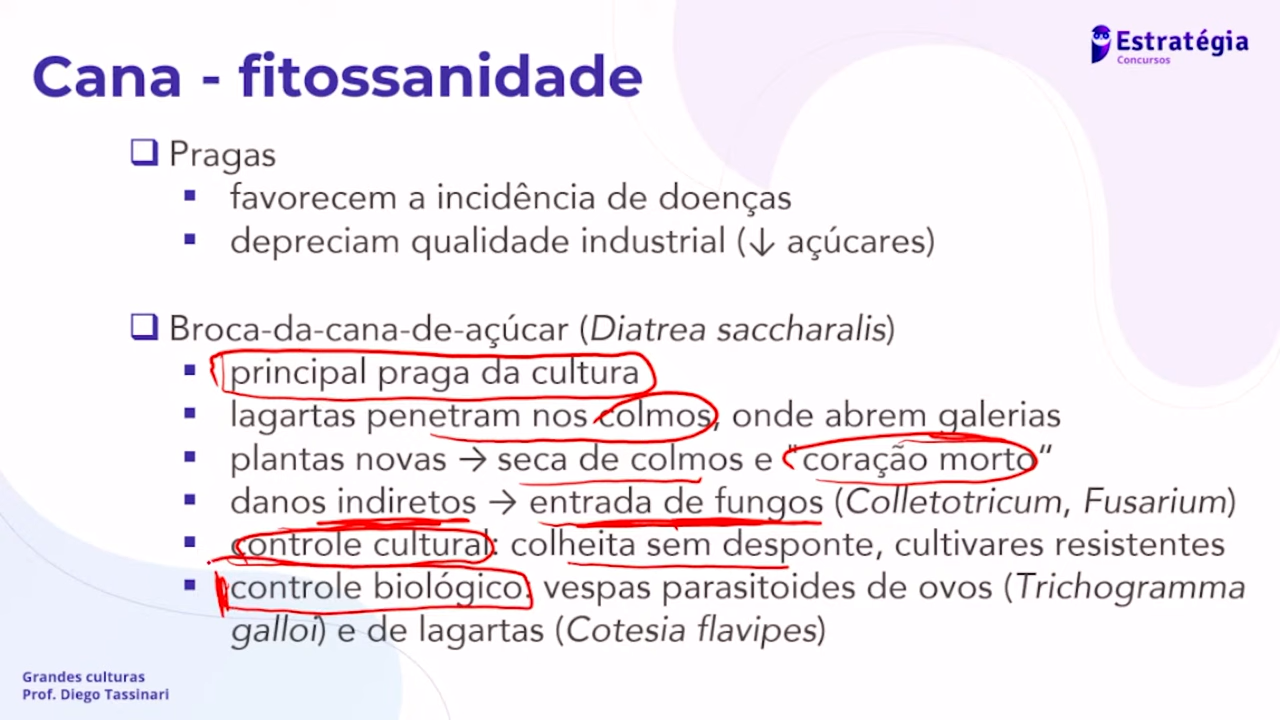 Estratégia
Concursos
Cana - fitossanidade
❑ Pragas
▪ favorecem a incidência de doenças
▪ depreciam qualidade industrial (↓ açúcares)
❑ Broca-da-cana-de-açúcar (Diatrea saccharalis)
▪ principal praga da cultura
▪ lagartas penetram nos colmos, onde abrem galerias
▪ plantas novas → seca de colmos e "coração morto“
▪ danos indiretos → entrada de fungos (Colletotricum, Fusarium)
▪ controle cultural: colheita sem desponte, cultivares resistentes
▪ controle biológico: vespas parasitoides de ovos (Trichogramma
galloi) e de lagartas (Cotesia flavipes)
Grandes culturas
Prof. Diego Tassinari